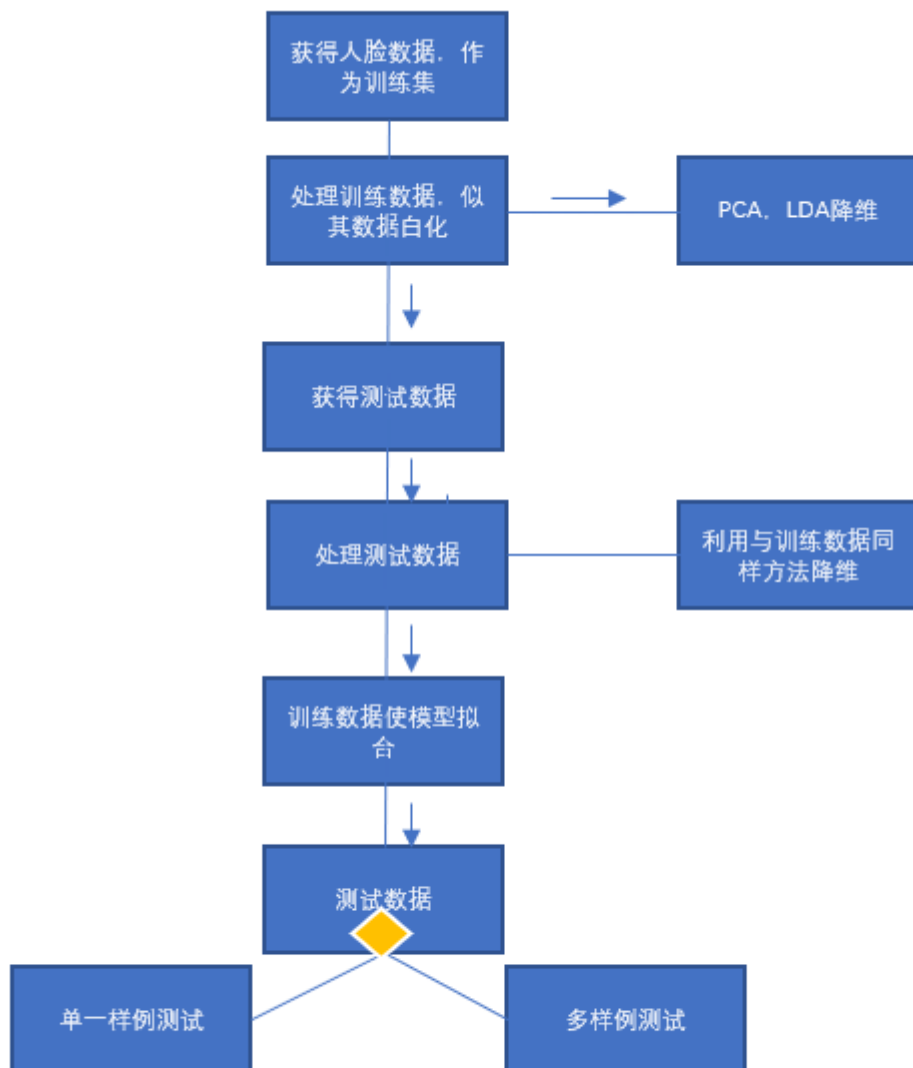 获得人脸数据，作
为训练集
处理训练数据，似
其数据白化
PCA，LDA降维
获得测试数据
处理测试数据
利用与训练数据同
样方法降维
训练数据使模型拟
合
测试数据
单一样例测试
多样例测试